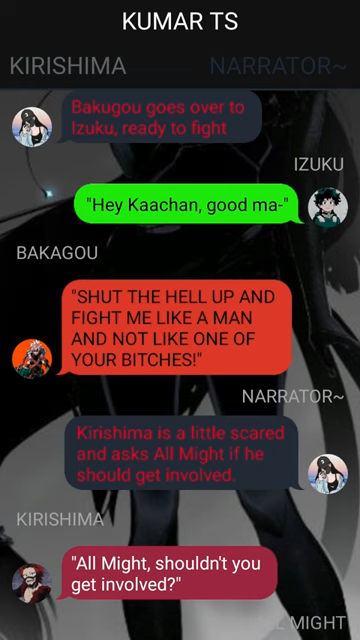 KUMAR TS
KIRISHIMA
NARRATOR~
Bakugou goes over to
Izuku, ready to fight
IZUKU
"Hey Kaachan, good ma-"
BAKAGOU
"SHUT THE HELL UP AND
FIGHT ME LIKE A MAN
AND NOT LIKE ONE OF
YOUR BITCHES!"
NARRATOR~
Kirishima is a little scared
and asks All Might if he
should get involved.
KIRISHIMA
"All Might, shouldn't you
get involved?"
MIGHT